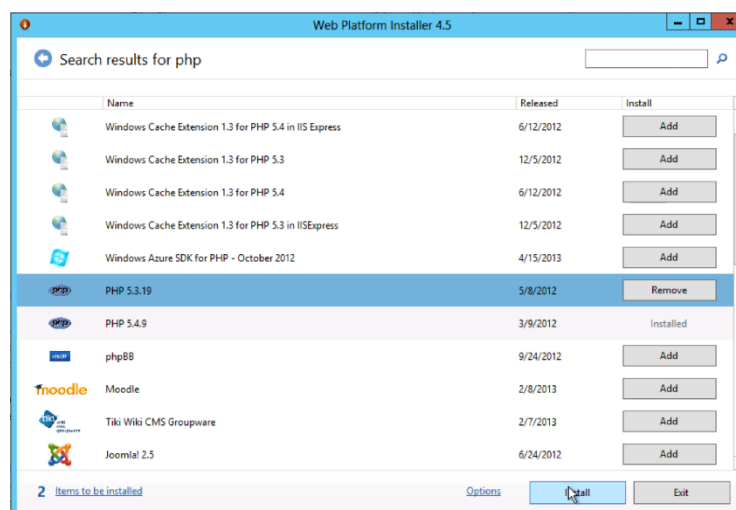 Web Platform Installer 4.5
Search results for php
Name Released Install
Windows Cache Extension 1.3 for PHP 5.4 in IIS Express 6/12/2012 Add
Windows Cache Extension 1.3 for PHP 5.3 12/5/2012 Add
Windows Cache Extension 1.3 for PHP 5.4 6/12/2012 Add
Windows Cache Extension 1.3 for PHP 5.3 in IISExpress 12/5/2012 Add
Windows Azure SDK for PHP - October 2012 4/15/2013 Add
php PHP 5.3.19 5/8/2012 Remove
php PHP 5.4.9 3/9/2012 Installed
phpBB 9/24/2012 Add
moodle Moodle 2/8/2013 Add
tiki Tiki Wiki CMS Groupware 2/7/2013 Add
Joomla! 2.5 6/24/2012 Add
2 Items to be installed Options Install Exit